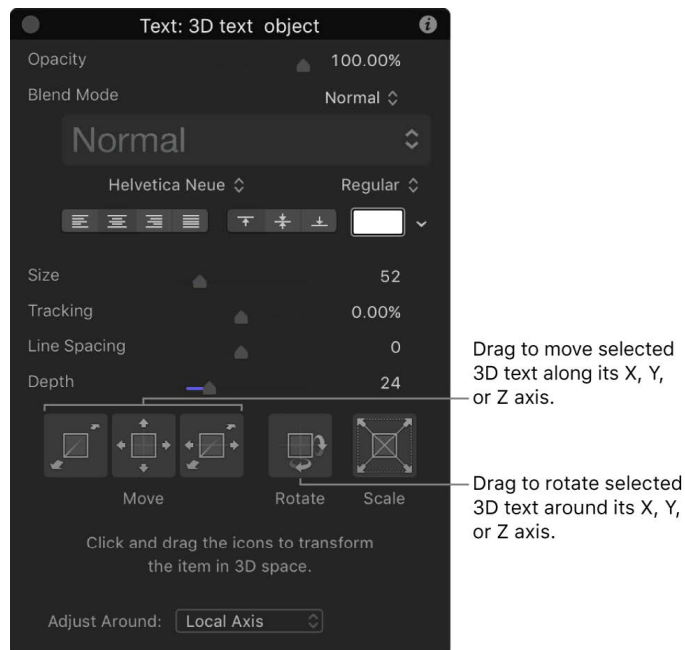 Text: 3D text object
Opacity 100.00%
Blend Mode Normal
Normal
Helvetica Neue Regular
Size 52
Tracking 0.00%
Line Spacing 0
Depth 24
Drag to move selected
3D text along its X, Y,
or Z axis.
Move Rotate Scale
Drag to rotate selected
3D text around its X, Y,
or Z axis.
Click and drag the icons to transform
the item in 3D space.
Adjust Around: Local Axis